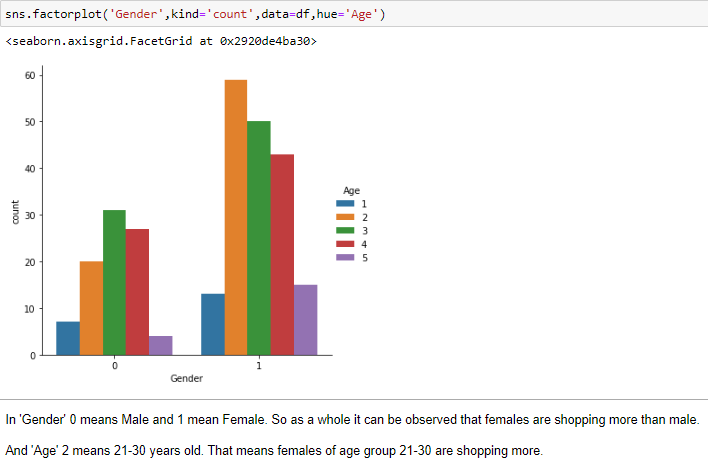 sns.factorplot('Gender',kind='count',data=df,hue='Age')
<seaborn.axisgrid.FacetGrid at 0x2920de4ba30>
60
50
40
30
20
10
0
count
0 1
Gender
Age
1
2
3
4
5
In 'Gender' 0 means Male and 1 mean Female. So as a whole it can be observed that females are shopping more than male.
And 'Age' 2 means 21-30 years old. That means females of age group 21-30 are shopping more.